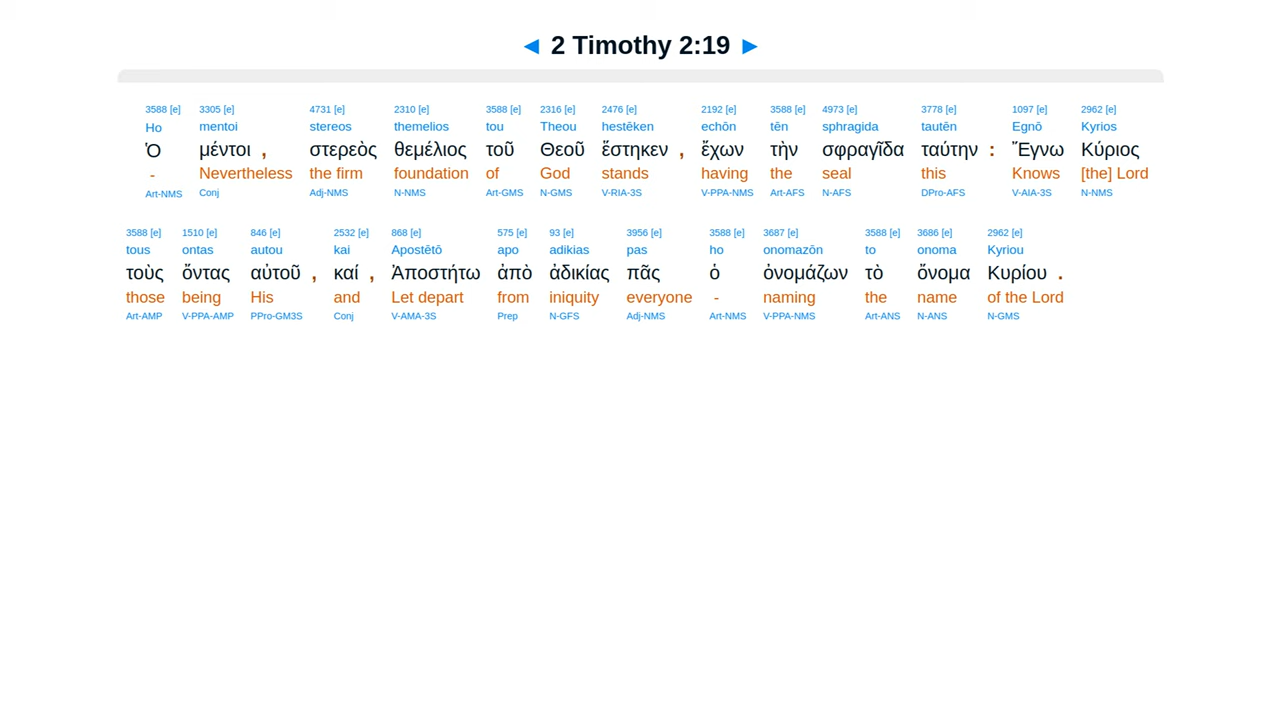 ◄ 2 Timothy 2:19 ►
3588 [e] 3305 [e] 4731 [e] 2310 [e] 3588 [e] 2316 [e] 2476 [e] 2192 [e] 3588 [e] 4973 [e] 3778 [e] 1097 [e] 2962 [e]
Ho mentoi stereos themelios tou Theou hestēken echōn tēn sphragida tautēn Egnō Kyrios
Ὁ μέντοι , στερεὸς θεμέλιος τοῦ Θεοῦ ἕστηκεν , ἔχων τὴν σφραγῖδα ταύτην : Ἔγνω Κύριος
- Nevertheless the firm foundation of God stands having the seal this Knows [the] Lord
Art-NMS Conj Adj-NMS N-NMS Art-GMS N-GMS V-RIA-3S V-PPA-NMS Art-AFS N-AFS DPro-AFS V-AIA-3S N-NMS
3588 [e] 1510 [e] 846 [e] 2532 [e] 868 [e] 575 [e] 93 [e] 3956 [e] 3588 [e] 3687 [e] 3588 [e] 3686 [e] 2962 [e]
tous ontas autou kai Apostētō apo adikias pas ho onomazōn to onoma Kyriou
τοὺς ὄντας αὐτοῦ , καί , Ἀποστήτω ἀπὸ ἀδικίας πᾶς ὁ ὀνομάζων τὸ ὄνομα Κυρίου .
those being His and Let depart from iniquity everyone - naming the name of the Lord
Art-AMP V-PPA-AMP PPro-GM3S Conj V-AMA-3S Prep N-GFS Adj-NMS Art-NMS V-PPA-NMS Art-ANS N-ANS N-GMS